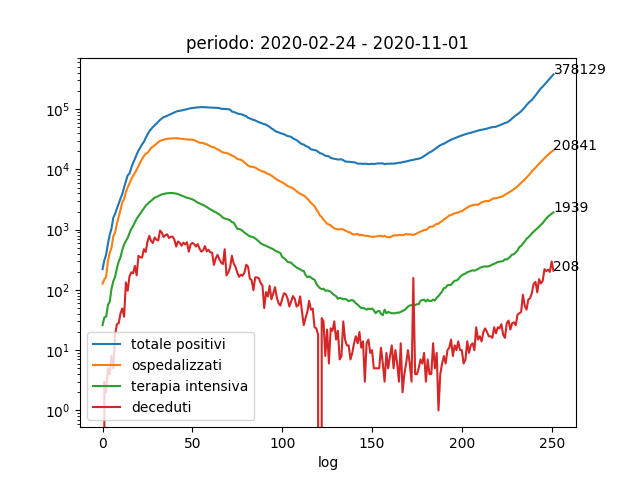 periodo: 2020-02-24 - 2020-11-01
378129
10^5
20841
10^4
1939
10^3
208
10^2
10^1
10^0
totale positivi
ospedalizzati
terapia intensiva
deceduti
0 50 100 150 200 250
log